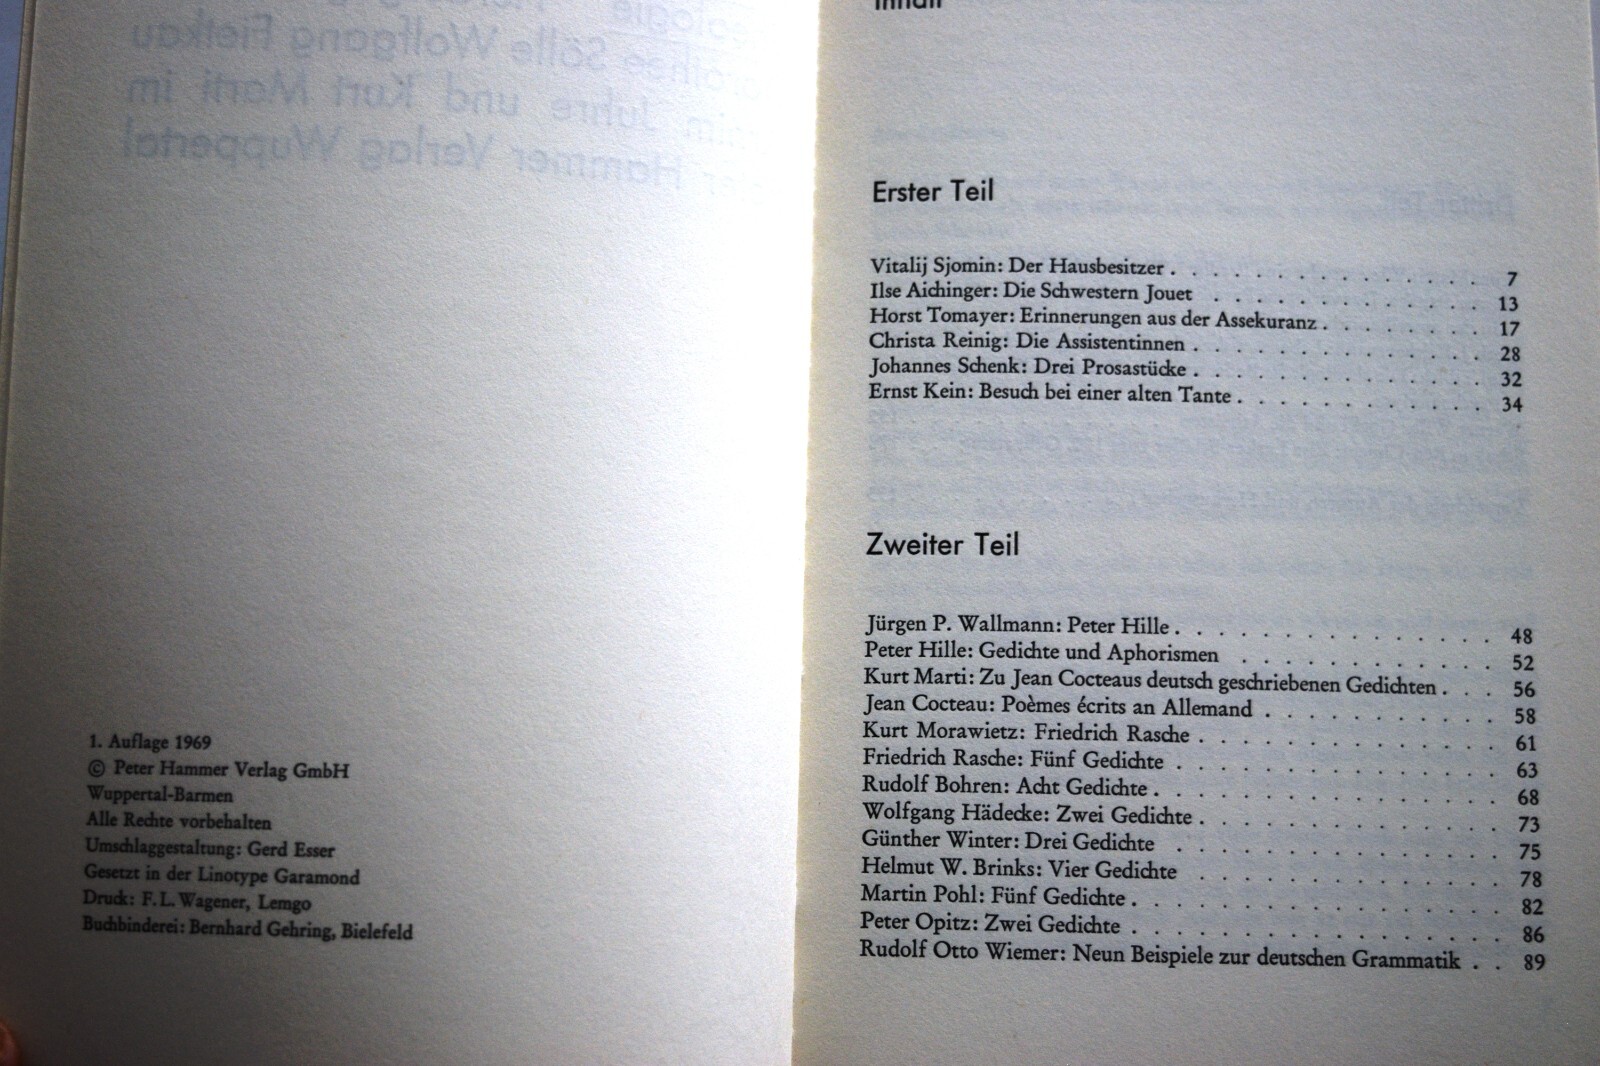 1. Auflage 1969
© Peter Hammer Verlag GmbH
Wuppertal-Barmen
Alle Rechte vorbehalten
Umschlaggestaltung: Gerd Esser
Gesetzt in der Linotype Garamond
Druck: F. L. Wagener, Lemgo
Buchbinderei: Bernhard Gehring, Bielefeld
Inhalt
Erster Teil
Vitalij Sjomin: Der Hausbesitzer . . . . . . . . . . . . . . . 7
Ilse Aichinger: Die Schwestern Jouet . . . . . . . . . . . . . 13
Horst Tomayer: Erinnerungen aus der Assekuranz . . . . . . . . 17
Christa Reinig: Die Assistentinnen . . . . . . . . . . . . . . 28
Johannes Schenk: Drei Prosastücke . . . . . . . . . . . . . . 32
Ernst Kein: Besuch bei einer alten Tante . . . . . . . . . . . 34
Zweiter Teil
Jürgen P. Wallmann: Peter Hille . . . . . . . . . . . . . . . 48
Peter Hille: Gedichte und Aphorismen . . . . . . . . . . . . 52
Kurt Marti: Zu Jean Cocteaus deutsch geschriebenen Gedichten . . . 56
Jean Cocteau: Poèmes écrits an Allemand . . . . . . . . . . . 58
Kurt Morawietz: Friedrich Rasche . . . . . . . . . . . . . . 61
Friedrich Rasche: Fünf Gedichte . . . . . . . . . . . . . . . 63
Rudolf Bohren: Acht Gedichte . . . . . . . . . . . . . . . . 68
Wolfgang Hädecke: Zwei Gedichte . . . . . . . . . . . . . . 73
Günther Winter: Drei Gedichte . . . . . . . . . . . . . . . 75
Helmut W. Brinks: Vier Gedichte . . . . . . . . . . . . . . 78
Martin Pohl: Fünf Gedichte . . . . . . . . . . . . . . . . . 82
Peter Opitz: Zwei Gedichte . . . . . . . . . . . . . . . . . 86
Rudolf Otto Wiemer: Neun Beispiele zur deutschen Grammatik . . 89